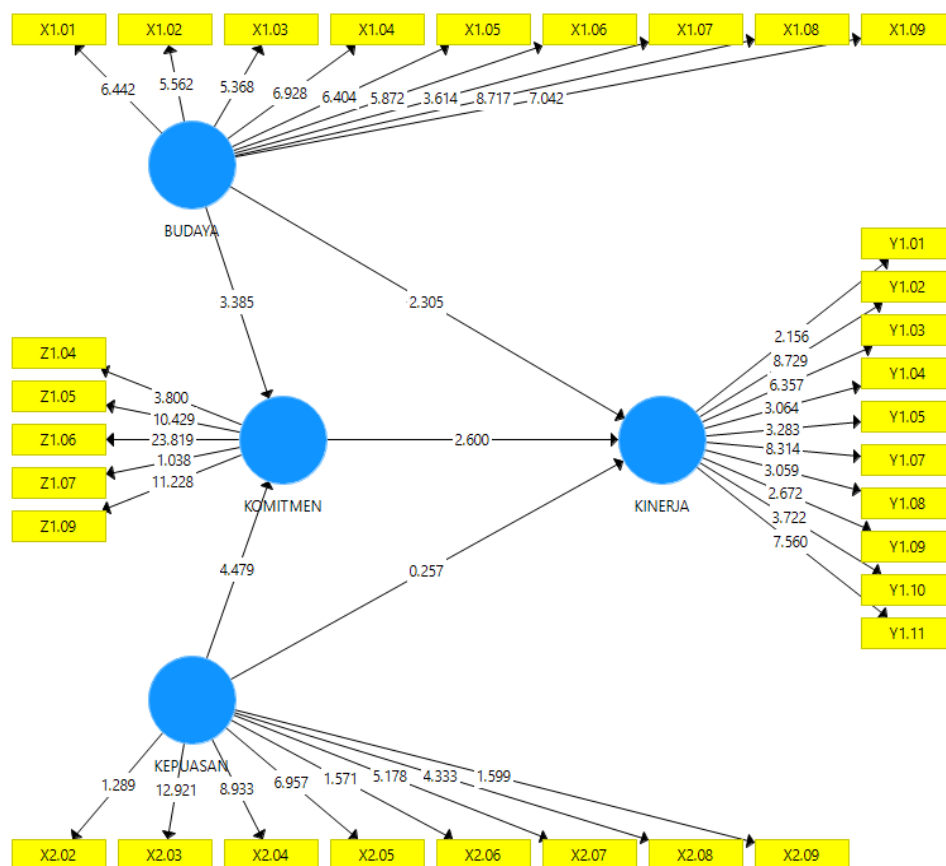 X1.01
X1.02
X1.03
X1.04
X1.05
X1.06
X1.07
X1.08
X1.09
6.442
5.562
5.368
6.928
6.404
5.872
3.614
8.717
7.042
BUDAYA
3.385
2.305
Z1.04
Z1.05
Z1.06
Z1.07
Z1.09
3.800
10.429
23.819
1.038
11.228
KOMITMEN
2.600
KINERJA
Y1.01
Y1.02
Y1.03
Y1.04
Y1.05
Y1.07
Y1.08
Y1.09
Y1.10
Y1.11
2.156
8.729
6.357
3.064
3.283
8.314
3.059
2.672
3.722
7.560
4.479
0.257
KEPUASAN
1.289
12.921
8.933
6.957
1.571
5.178
4.333
1.599
X2.02
X2.03
X2.04
X2.05
X2.06
X2.07
X2.08
X2.09